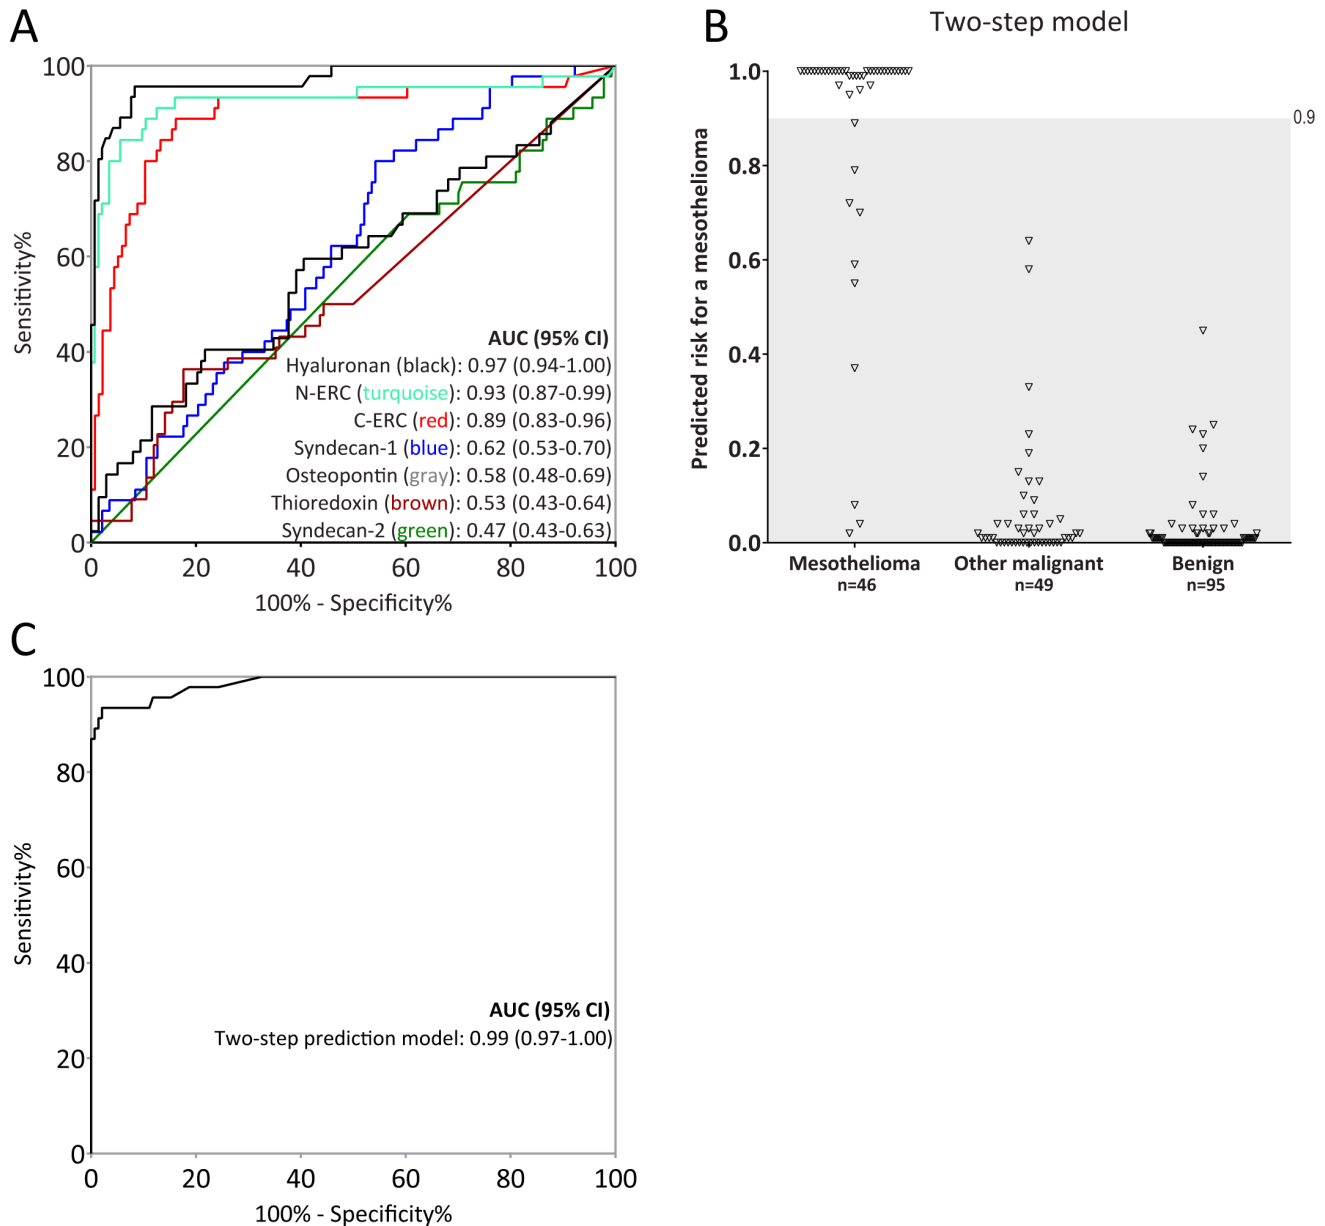 A
100
80
60
40
20
0
Sensitivity%
0 20 40 60 80 100
100% - Specificity%
AUC (95% CI)
Hyaluronan (black): 0.97 (0.94-1.00)
N-ERC (turquoise): 0.93 (0.87-0.99)
C-ERC (red): 0.89 (0.83-0.96)
Syndecan-1 (blue): 0.62 (0.53-0.70)
Osteopontin (gray): 0.58 (0.48-0.69)
Thioredoxin (brown): 0.53 (0.43-0.64)
Syndecan-2 (green): 0.47 (0.43-0.63)
B
Two-step model
1.0
0.8
0.6
0.4
0.2
0.0
Predicted risk for a mesothelioma
0.9
Mesothelioma Other malignant Benign
n=46 n=49 n=95
C
100
80
60
40
20
0
Sensitivity%
AUC (95% CI)
Two-step prediction model: 0.99 (0.97-1.00)
0 20 40 60 80 100
100% - Specificity%